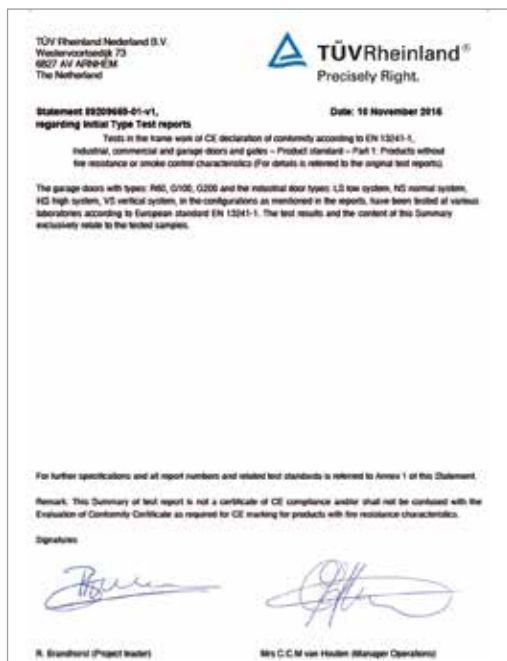 TÜV Rheinland Nederland B.V.
Westervoortsedijk 73
6827 AV ARNHEM
The Netherland
TÜVRheinland®
Precisely Right.
Statement 89209669-01-v1,
regarding Initial Type Test reports
Date: 10 November 2016
Tests in the frame work of CE declaration of conformity according to EN 13241-1,
Industrial, commercial and garage doors and gates – Product standard – Part 1: Products without
fire resistance or smoke control characteristics (For details is referred to the original test reports).
The garage doors with types: R60, G100, G200 and the industrial door types: LS low system, NS normal system,
HS high system, VS vertical system, in the configurations as mentioned in the reports, have been tested at various
laboratories according to European standard EN 13241-1. The test results and the content of this Summary
exclusively relate to the tested samples.
For further specifications and all report numbers and related test standards is referred to Annex 1 of this Statement.
Remark: This Summary of test report is not a certificate of CE compliance and/or shall not be confused with the
Evaluation of Conformity Certificate as required for CE marking for products with fire resistance characteristics.
Signatures
R. Brandhorst (Project leader)
Mrs C.C.M van Houten (Manager Operations)